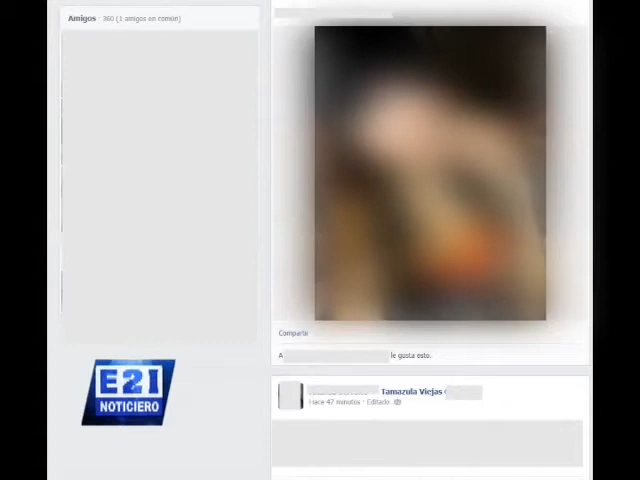 Amigos · 360 (1 amigos en común)
Compartir
A
le gusta esto.
Tamazula Viejas
Hace 47 minutos · Editado
E21
NOTICIERO